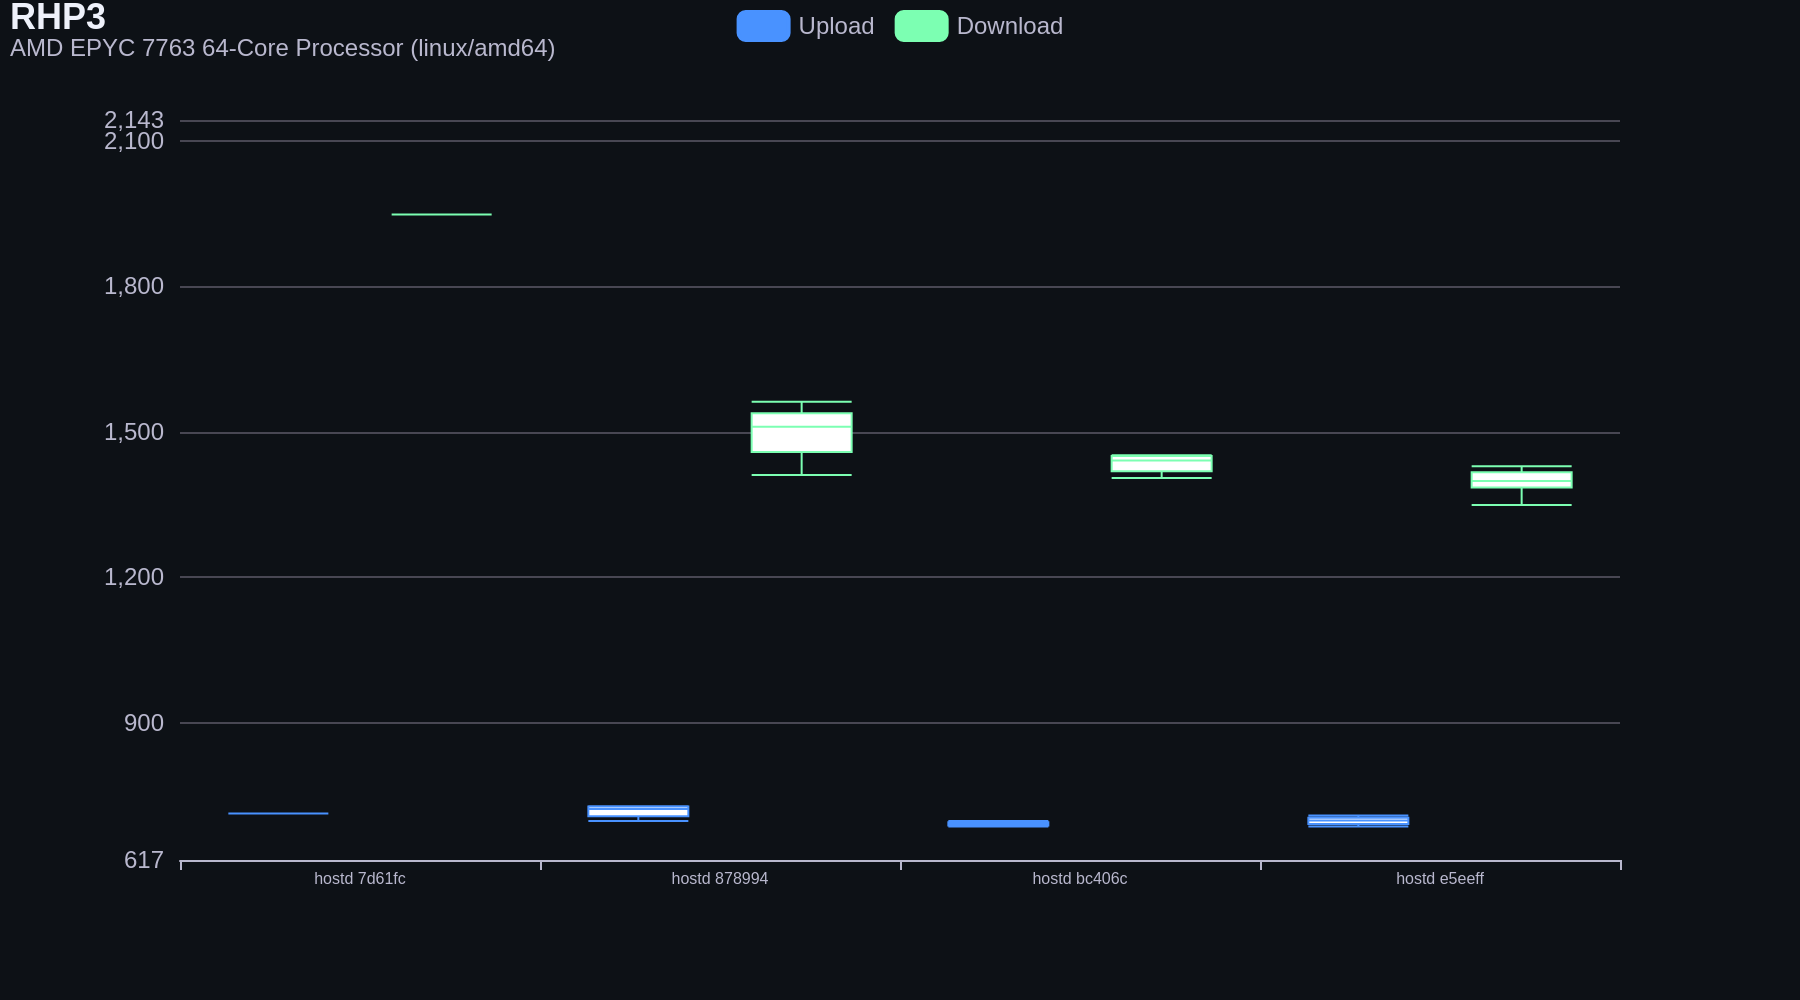 RHP3
AMD EPYC 7763 64-Core Processor (linux/amd64)
Upload
Download
2,143
2,100
1,800
1,500
1,200
900
617
hostd 7d61fc
hostd 878994
hostd bc406c
hostd e5eeff